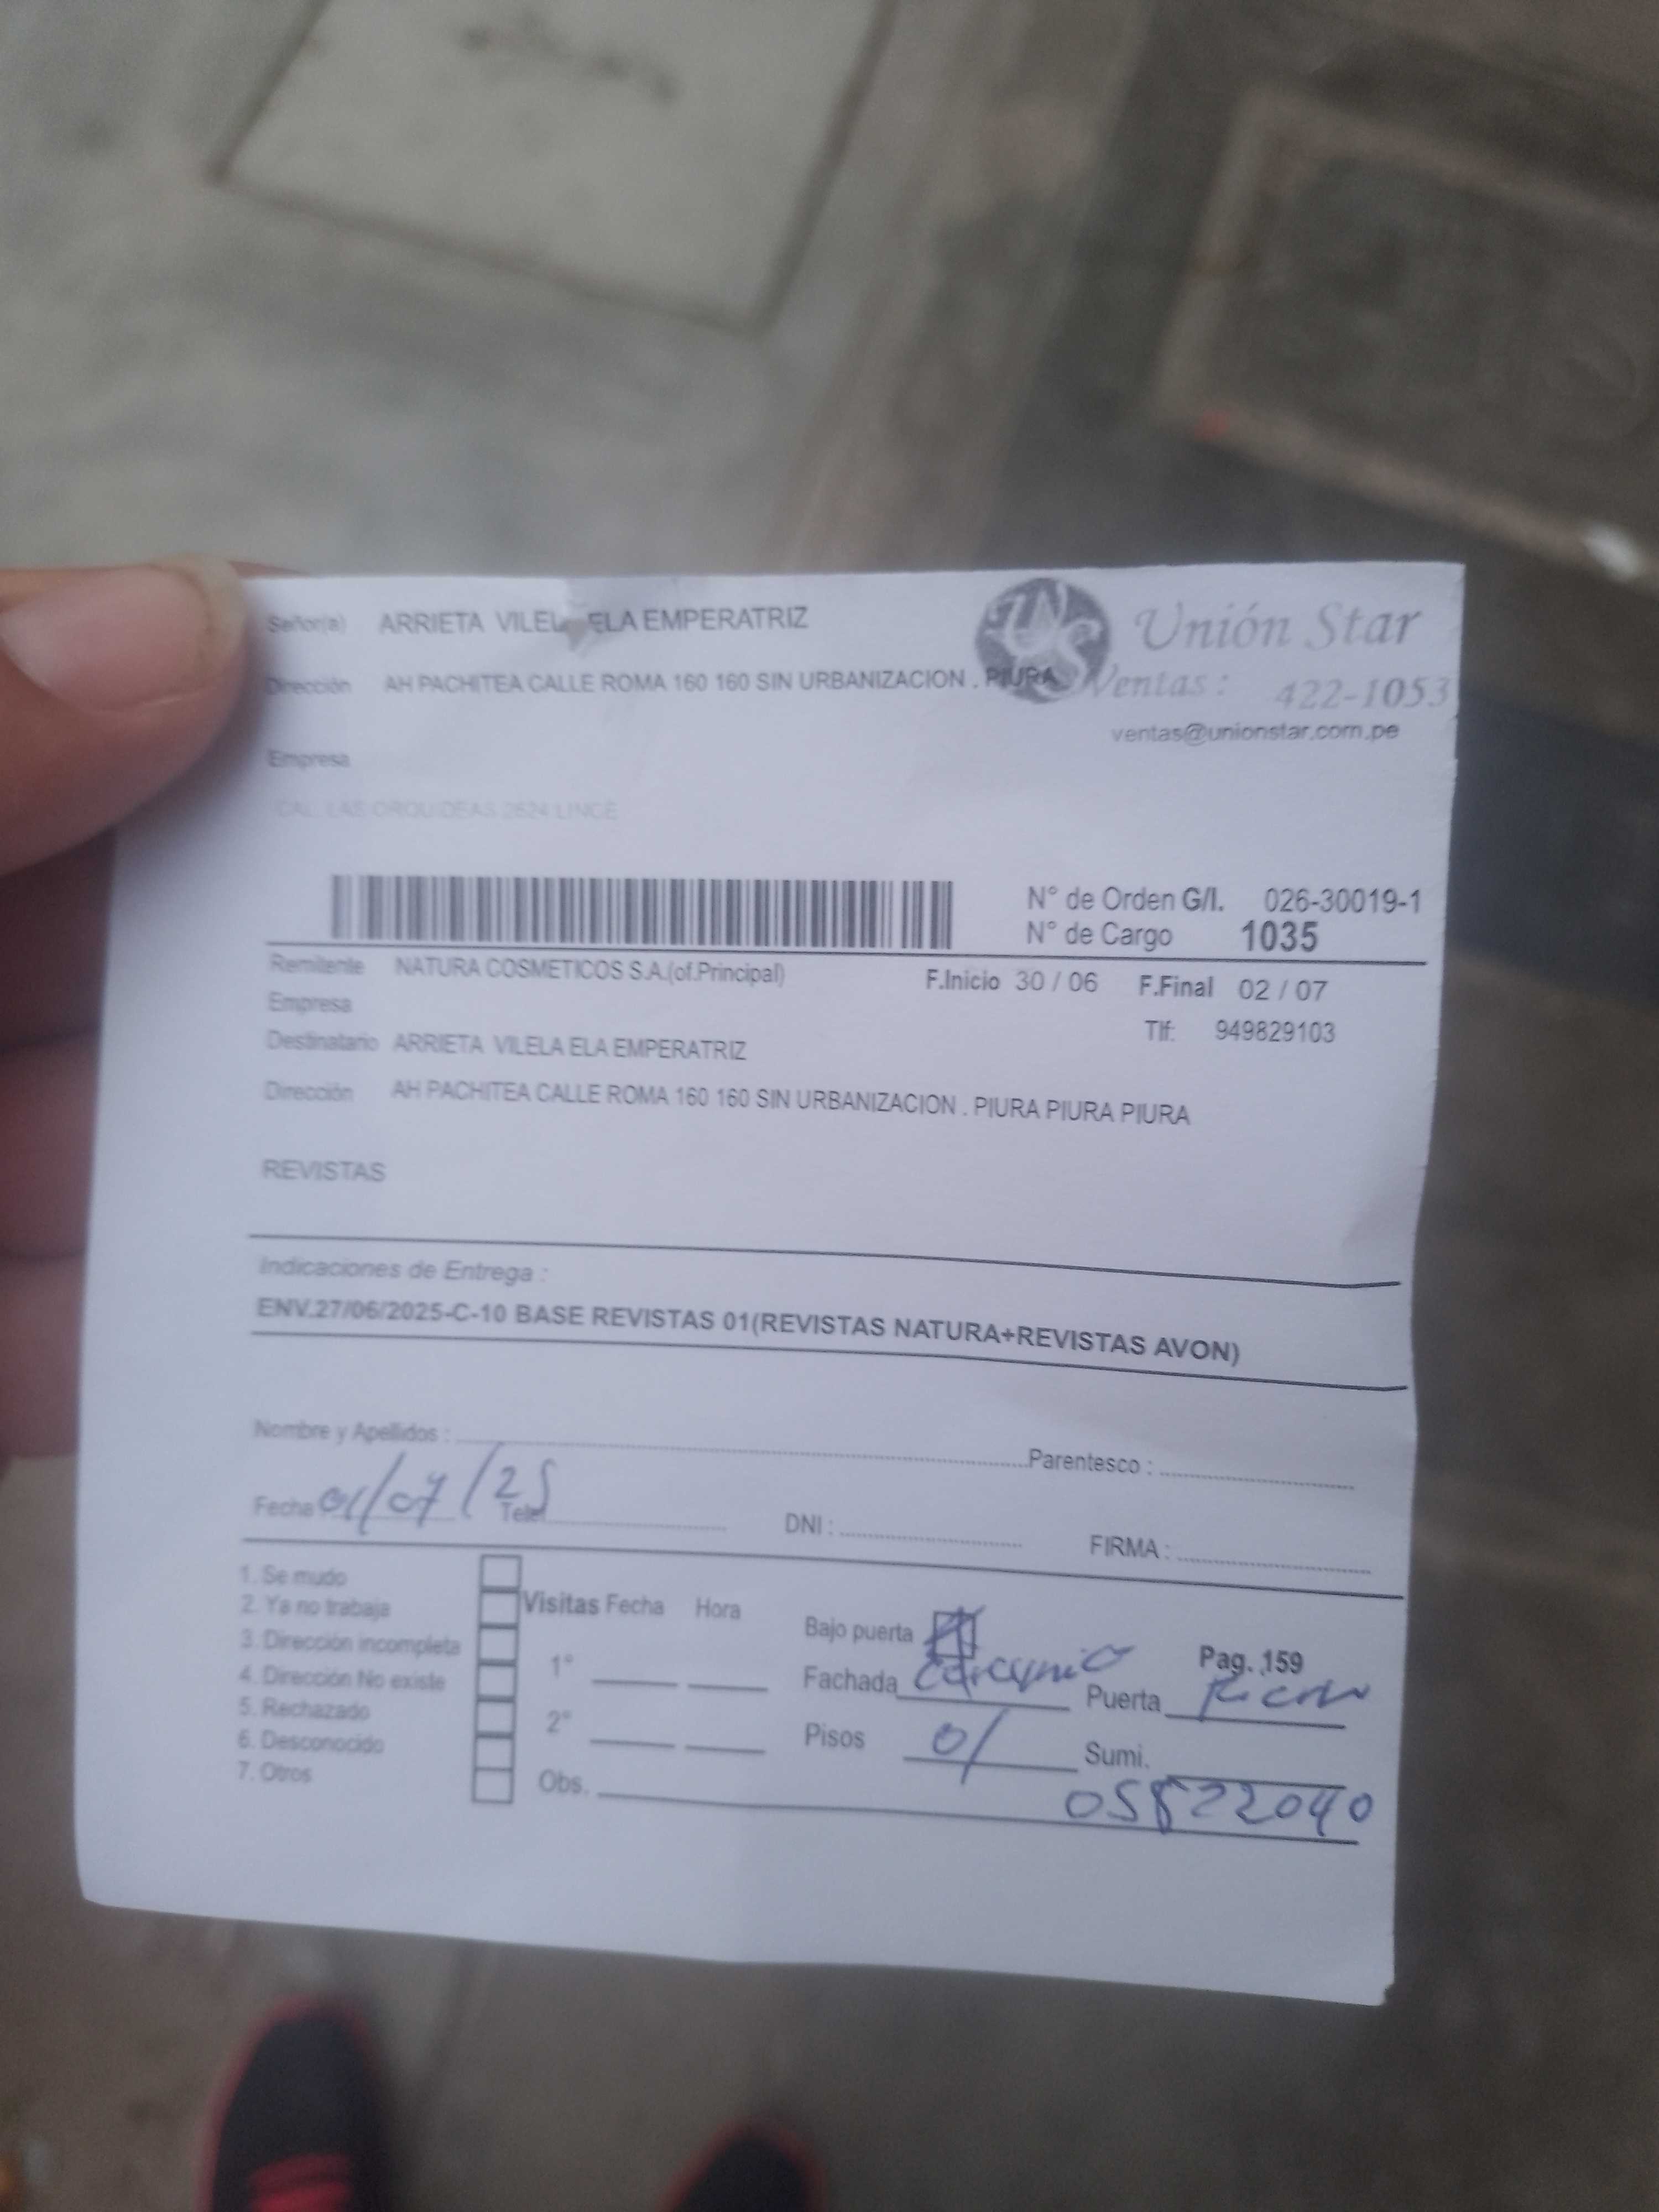 Señor(a) ARRIETA VILEL ELA EMPERATRIZ
Unión Star
Dirección AH PACHITEA CALLE ROMA 160 160 SIN URBANIZACION . PIURA
Ventas : 422-1053
ventas@unionstar.com.pe
Empresa
CAL. LAS ORQUIDEAS 2624 LINCE
N° de Orden G/I. 026-30019-1
N° de Cargo 1035
Remitente NATURA COSMETICOS S.A.(of.Principal) F.Inicio 30 / 06 F.Final 02 / 07
Empresa
Tlf: 949829103
Destinatario ARRIETA VILELA ELA EMPERATRIZ
Dirección AH PACHITEA CALLE ROMA 160 160 SIN URBANIZACION . PIURA PIURA PIURA
REVISTAS
Indicaciones de Entrega :
ENV.27/06/2025-C-10 BASE REVISTAS 01(REVISTAS NATURA+REVISTAS AVON)
Nombre y Apellidos : Parentesco :
Fecha 01/07/25 Telef DNI : FIRMA :
1. Se mudo
2. Ya no trabaja
3. Dirección incompleta
4. Dirección No existe
5. Rechazado
6. Desconocido
7. Otros
Visitas Fecha Hora
1°
2°
Obs.
Bajo puerta
Pag. 159
Fachada Puerta
Pisos 01 Sumi.
05822040